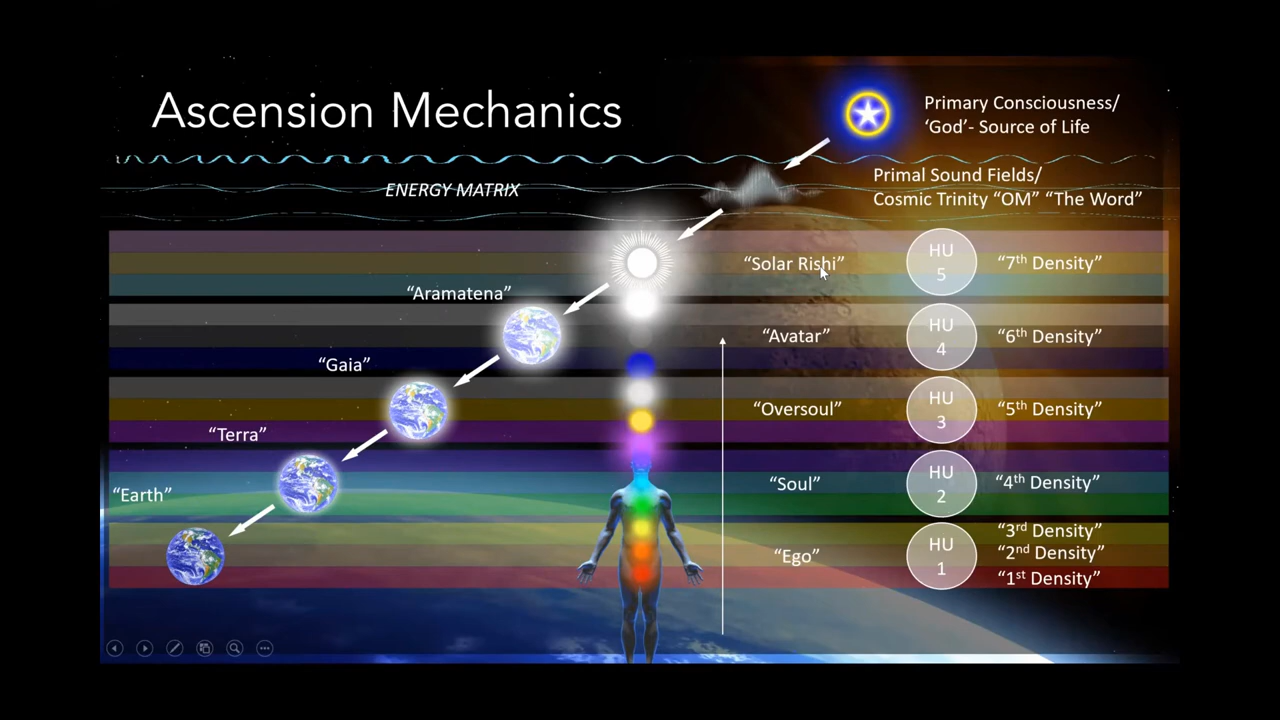 Ascension Mechanics
Primary Consciousness/
‘God’- Source of Life
ENERGY MATRIX
Primal Sound Fields/
Cosmic Trinity “OM” “The Word”
“Solar Rishi”
HU
5
“7th Density”
“Aramatena”
“Avatar”
HU
4
“6th Density”
“Gaia”
“Oversoul”
HU
3
“5th Density”
“Terra”
“Soul”
HU
2
“4th Density”
“Earth”
“Ego”
HU
1
“3rd Density”
“2nd Density”
“1st Density”